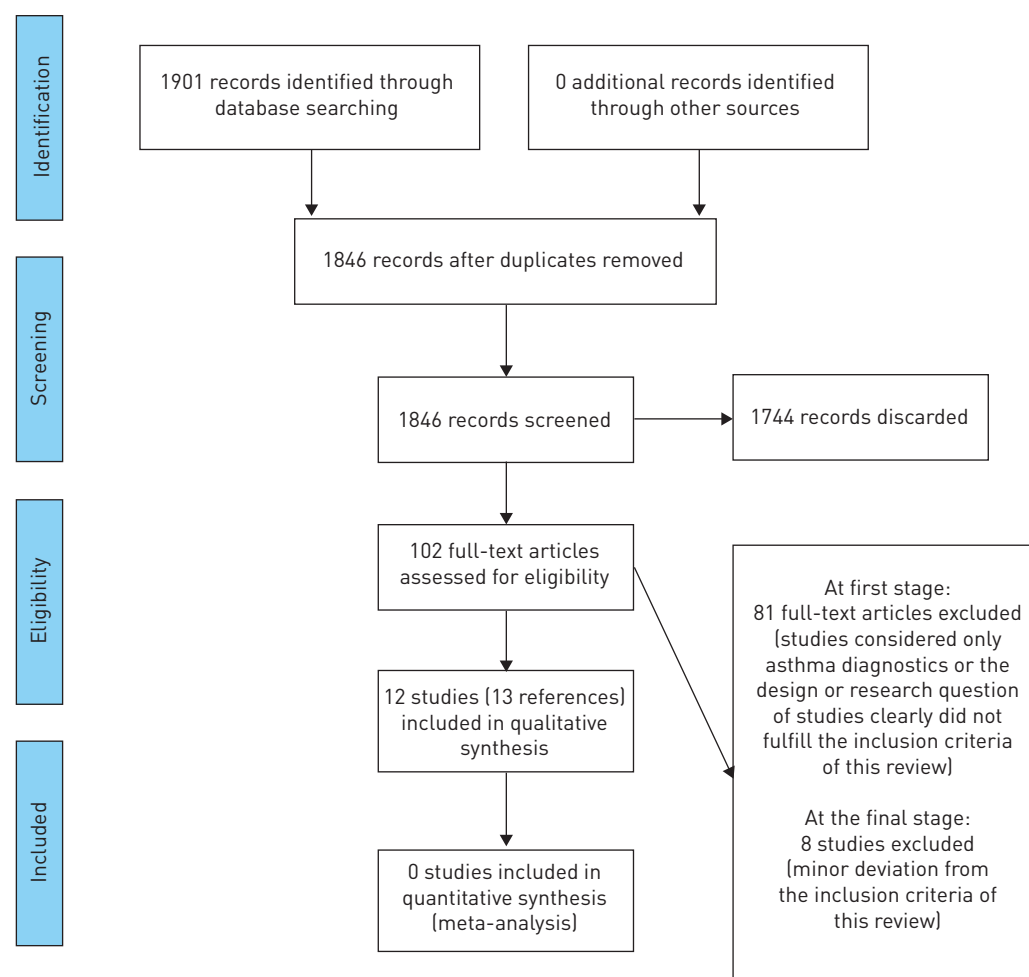 Identification
1901 records identified through
database searching
0 additional records identified
through other sources
1846 records after duplicates removed
Screening
1846 records screened
1744 records discarded
Eligibility
102 full-text articles
assessed for eligibility
At first stage:
81 full-text articles excluded
(studies considered only
asthma diagnostics or the
design or research question
of studies clearly did not
fulfill the inclusion criteria
of this review)
At the final stage:
8 studies excluded
(minor deviation from
the inclusion criteria of
this review)
12 studies (13 references)
included in qualitative
synthesis
Included
0 studies included in
quantitative synthesis
(meta-analysis)